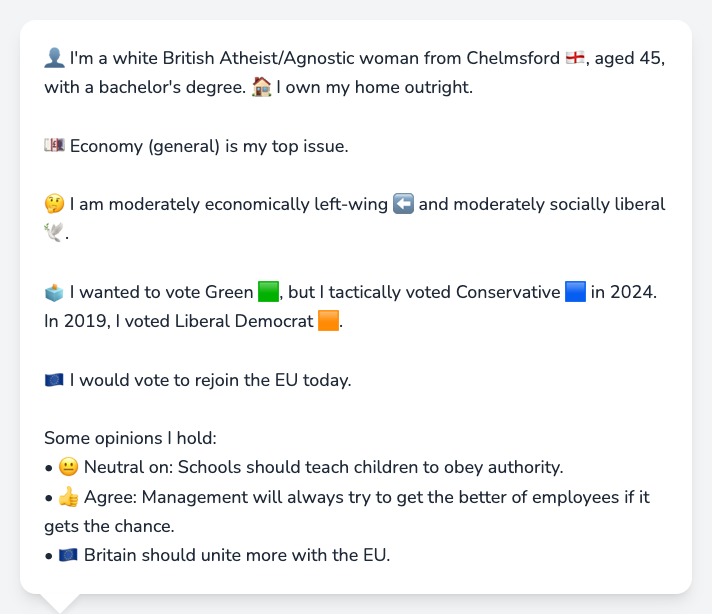 👤 I'm a white British Atheist/Agnostic woman from Chelmsford 🏴󠁧󠁢󠁥󠁮󠁧󠁿, aged 45,
with a bachelor's degree. 🏠 I own my home outright.
💷 Economy (general) is my top issue.
🤔 I am moderately economically left-wing ⬅️ and moderately socially liberal
🕊️.
🗳️ I wanted to vote Green 🟩, but I tactically voted Conservative 🟦 in 2024.
In 2019, I voted Liberal Democrat 🟧.
🇪🇺 I would vote to rejoin the EU today.
Some opinions I hold:
• 😐 Neutral on: Schools should teach children to obey authority.
• 👍 Agree: Management will always try to get the better of employees if it
gets the chance.
• 🇪🇺 Britain should unite more with the EU.